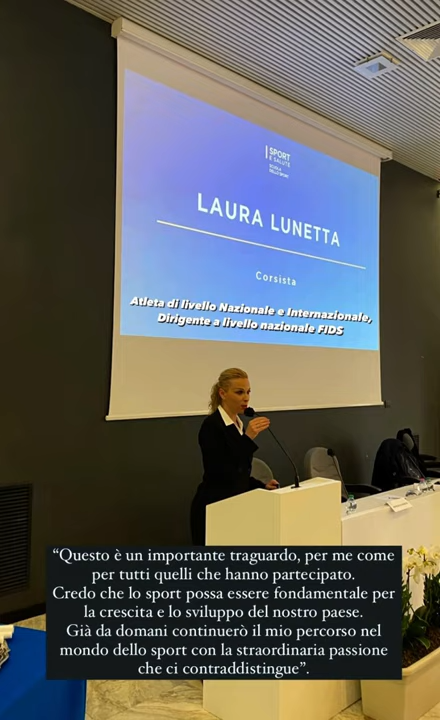 SPORT
E SALUTE
SCUOLA
DELLO SPORT
LAURA LUNETTA
Corsista
Atleta di livello Nazionale e Internazionale,
Dirigente a livello nazionale FIDS
“Questo è un importante traguardo, per me come
per tutti quelli che hanno partecipato.
Credo che lo sport possa essere fondamentale per
la crescita e lo sviluppo del nostro paese.
Già da domani continuerò il mio percorso nel
mondo dello sport con la straordinaria passione
che ci contraddistingue”.